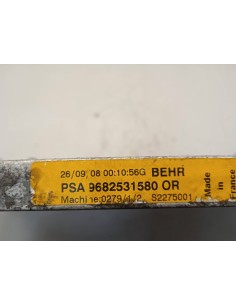 26/09/08 00:10:56G BEHR
PSA 9682531580 OR
Machine:0279/1/2, S2275001
Made in France